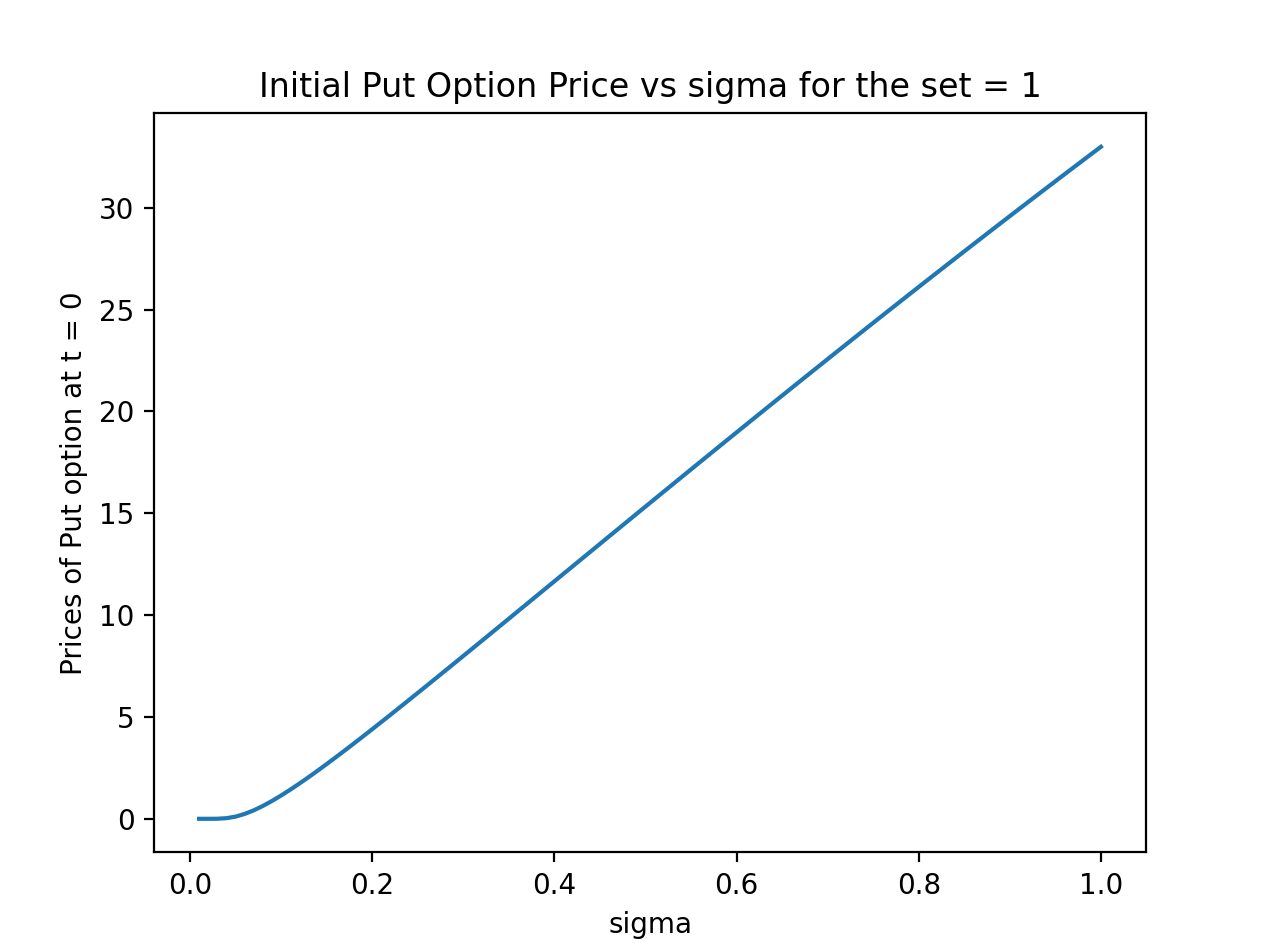 Initial Put Option Price vs sigma for the set = 1
Prices of Put option at t = 0
30
25
20
15
10
5
0
0.0 0.2 0.4 0.6 0.8 1.0
sigma